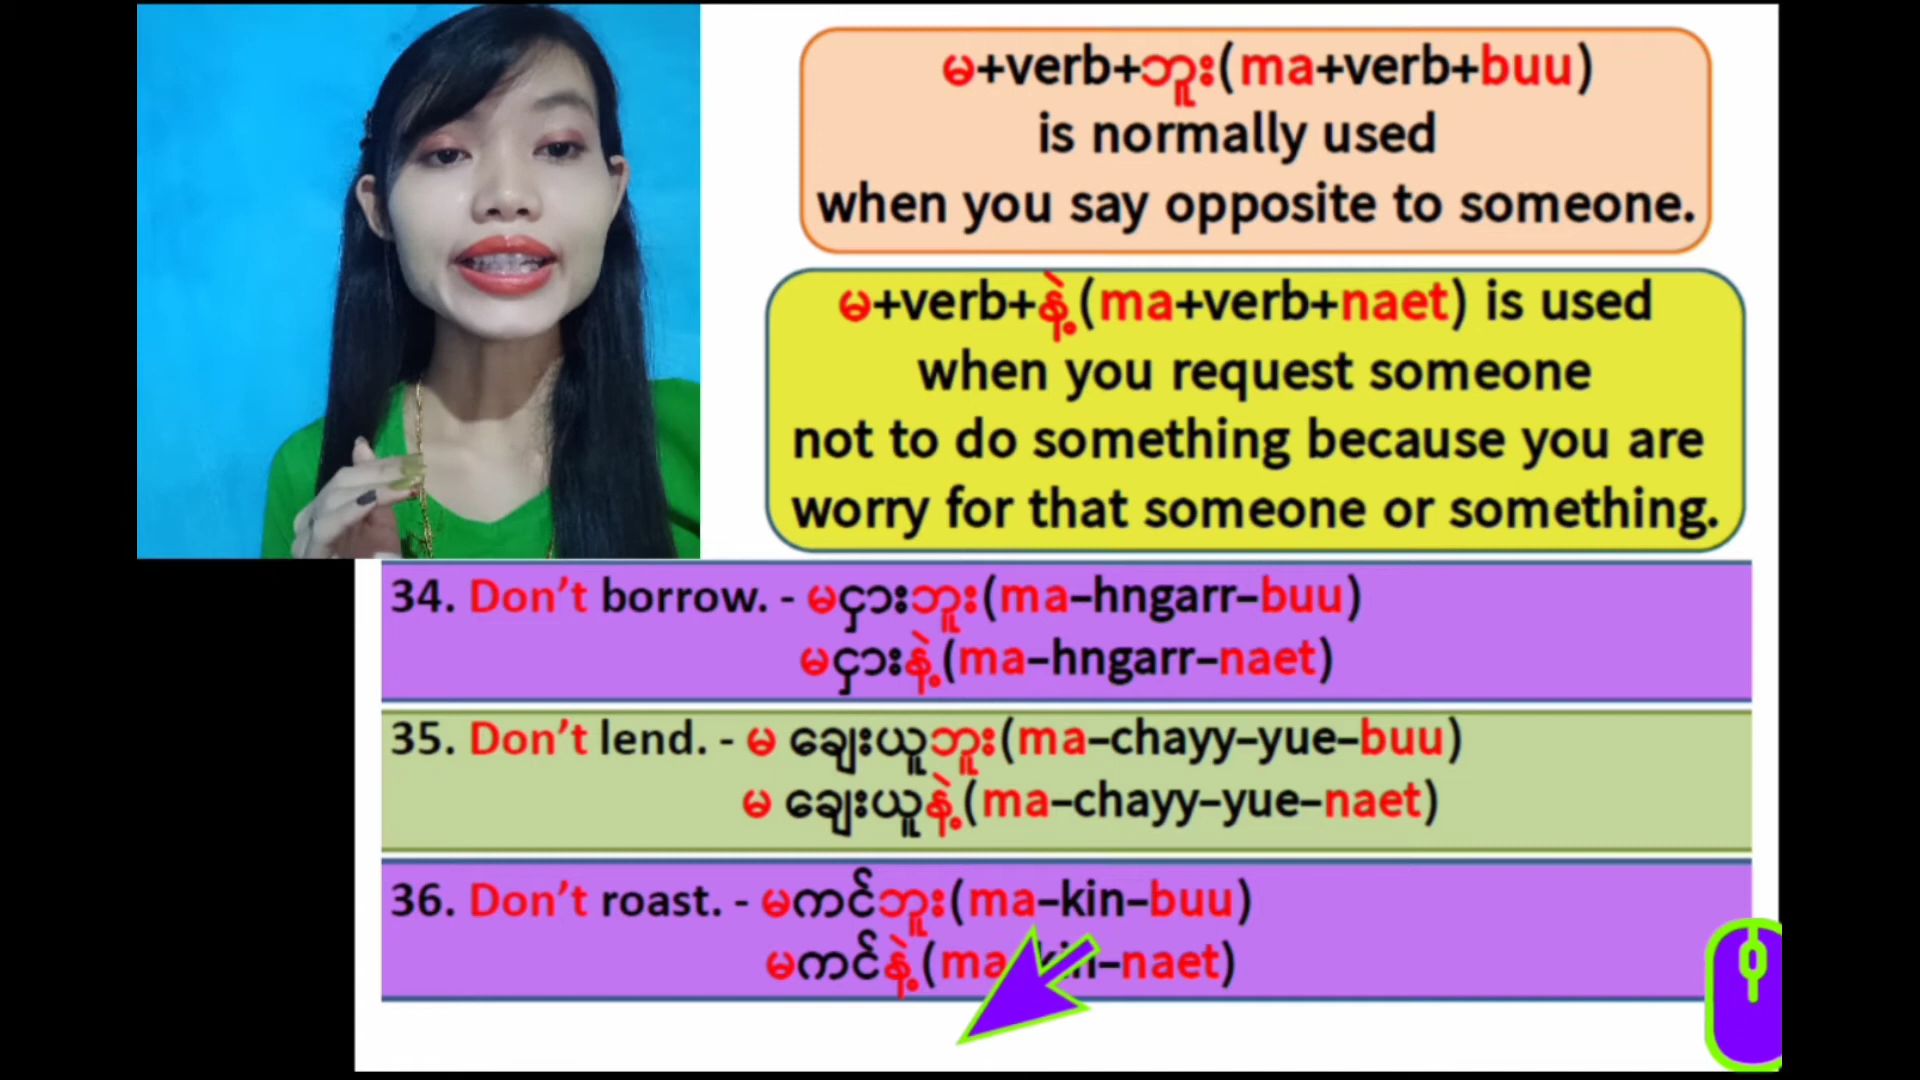 မ+verb+ဘူး(ma+verb+buu)
is normally used
when you say opposite to someone.
မ+verb+နဲ့(ma+verb+naet) is used
when you request someone
not to do something because you are
worry for that someone or something.
34. Don't borrow. - မငှားဘူး(ma-hngarr-buu)
မငှားနဲ့(ma-hngarr-naet)
35. Don't lend. - မ ချေးယူဘူး(ma-chayy-yue-buu)
မ ချေးယူနဲ့(ma-chayy-yue-naet)
36. Don't roast. - မကင်ဘူး(ma-kin-buu)
မကင်နဲ့(ma-kin-naet)